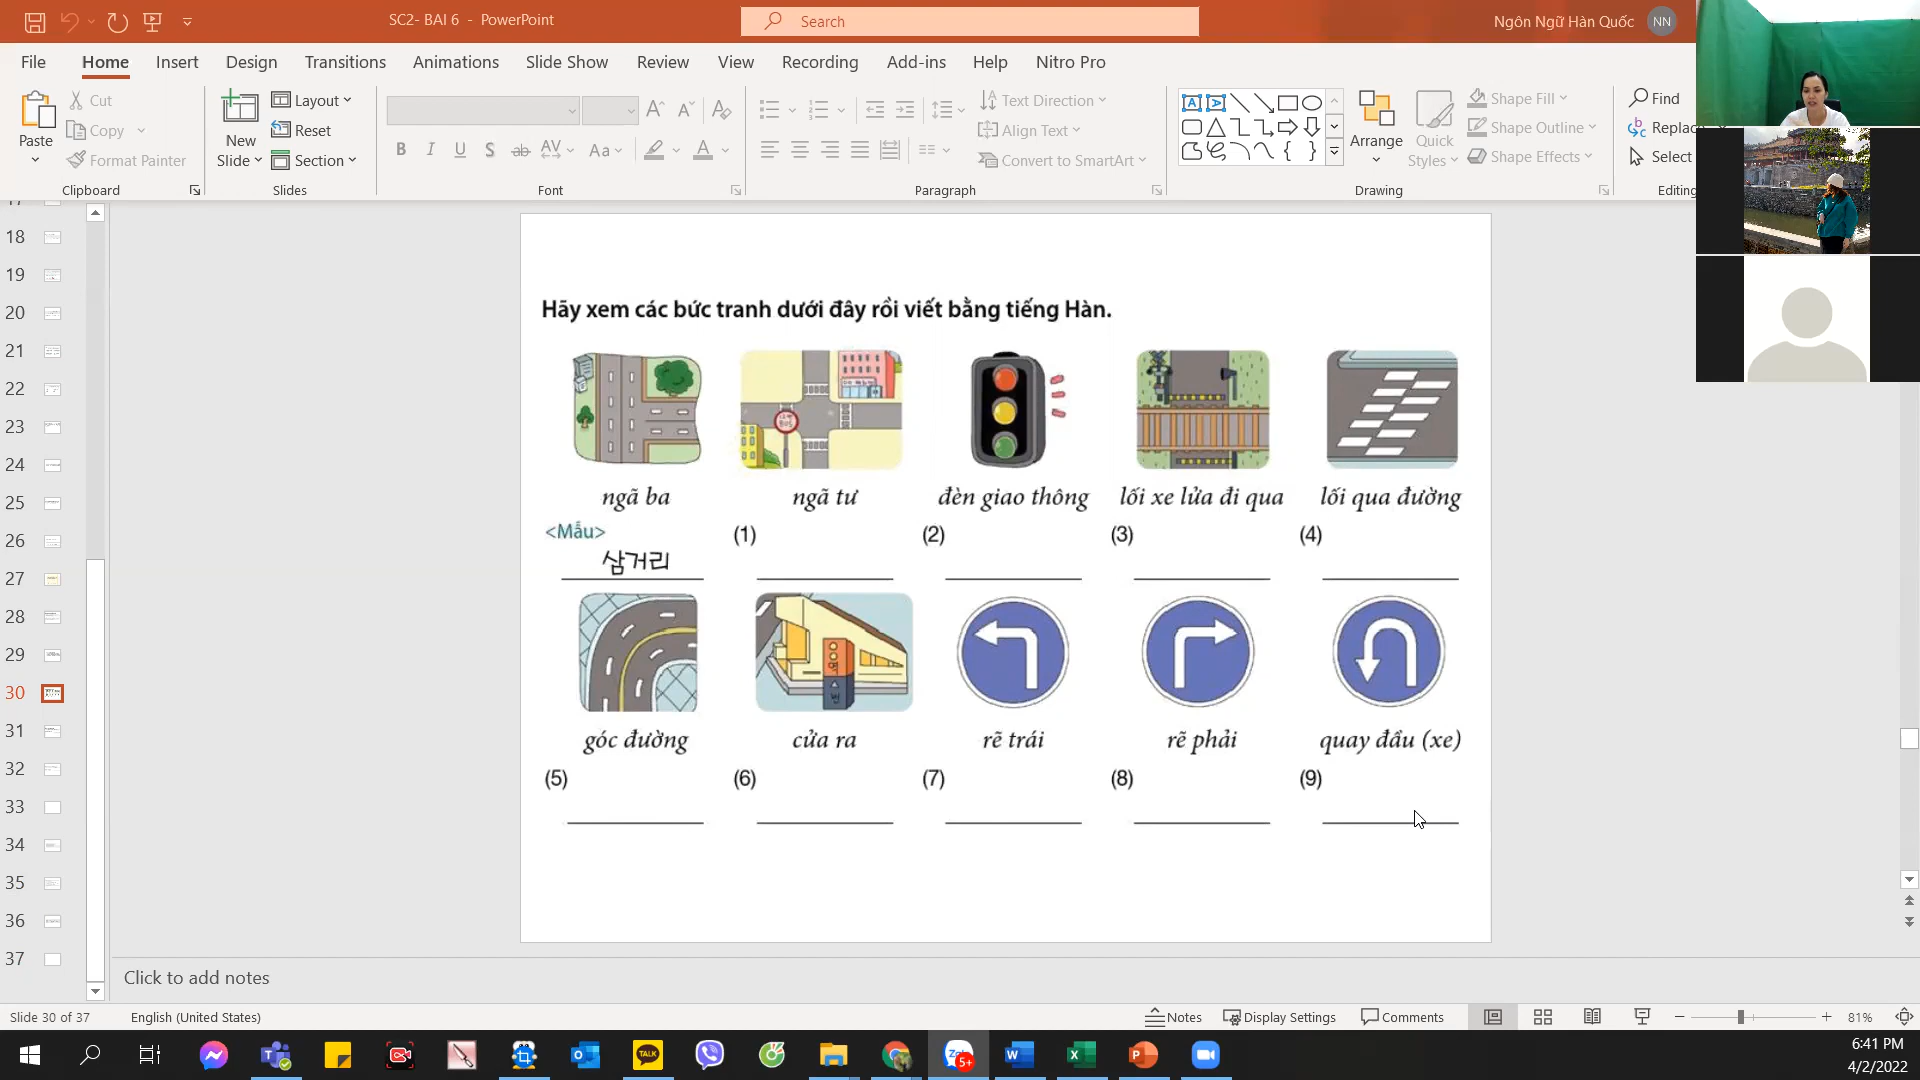 SC2- BAI 6 - PowerPoint
Search
Ngôn Ngữ Hàn Quốc NN
File Home Insert Design Transitions Animations Slide Show Review View Recording Add-ins Help Nitro Pro
Paste
Cut
Copy
Format Painter
Clipboard
New Slide
Layout
Reset
Section
Slides
B I U S ab AV Aa A
Font
Text Direction
Align Text
Convert to SmartArt
Paragraph
Arrange
Quick Styles
Shape Fill
Shape Outline
Shape Effects
Drawing
Find
Replac
Select
Editing
18
19
20
21
22
23
24
25
26
27
28
29
30
31
32
33
34
35
36
37
Hãy xem các bức tranh dưới đây rồi viết bằng tiếng Hàn.
ngã ba ngã tư đèn giao thông lối xe lửa đi qua lối qua đường
<Mẫu> (1) (2) (3) (4)
삼거리
góc đường cửa ra rẽ trái rẽ phải quay đầu (xe)
(5) (6) (7) (8) (9)
Click to add notes
Slide 30 of 37 English (United States) Notes Display Settings Comments 81%
TALK
5+
6:41 PM
4/2/2022